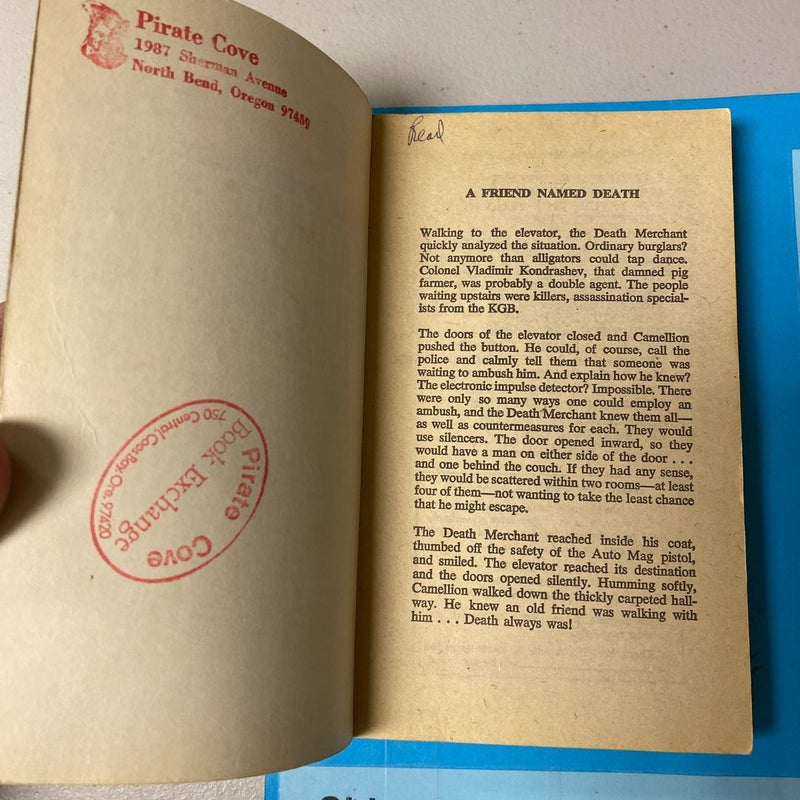 Pirate Cove
1987 Sherman Avenue
North Bend, Oregon 97459
Pirate Cove
Book Exchange
750 Central, Coos Bay, Ore. 97420
Read
A FRIEND NAMED DEATH
Walking to the elevator, the Death Merchant
quickly analyzed the situation. Ordinary burglars?
Not anymore than alligators could tap dance.
Colonel Vladimir Kondrashev, that damned pig
farmer, was probably a double agent. The people
waiting upstairs were killers, assassination special-
ists from the KGB.
The doors of the elevator closed and Camellion
pushed the button. He could, of course, call the
police and calmly tell them that someone was
waiting to ambush him. And explain how he knew?
The electronic impulse detector? Impossible. There
were only so many ways one could employ an
ambush, and the Death Merchant knew them all—
as well as countermeasures for each. They would
use silencers. The door opened inward, so they
would have a man on either side of the door . . .
and one behind the couch. If they had any sense,
they would be scattered within two rooms—at least
four of them—not wanting to take the least chance
that he might escape.
The Death Merchant reached inside his coat,
thumbed off the safety of the Auto Mag pistol,
and smiled. The elevator reached its destination
and the doors opened silently. Humming softly,
Camellion walked down the thickly carpeted hall-
way. He knew an old friend was walking with
him . . . Death always was!